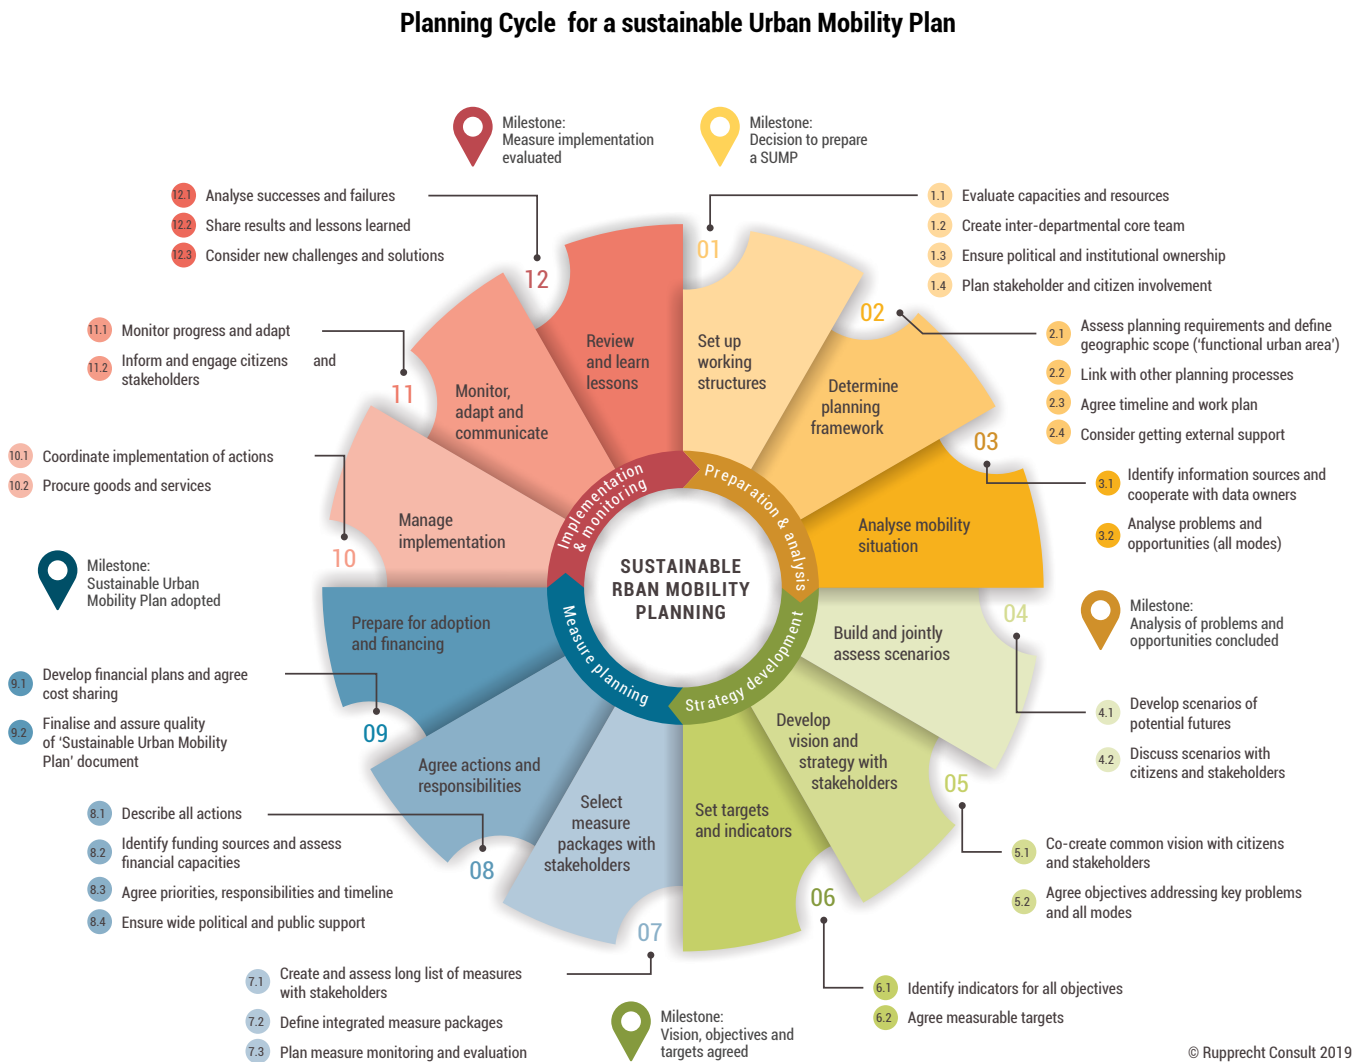 Planning Cycle for a sustainable Urban Mobility Plan
Milestone:
Measure implementation
evaluated
Milestone:
Decision to prepare
a SUMP
12.1 Analyse successes and failures
12.2 Share results and lessons learned
12.3 Consider new challenges and solutions
1.1 Evaluate capacities and resources
1.2 Create inter-departmental core team
1.3 Ensure political and institutional ownership
1.4 Plan stakeholder and citizen involvement
01
Set up
working
structures
02
Determine
planning
framework
2.1 Assess planning requirements and define
geographic scope (‘functional urban area’)
2.2 Link with other planning processes
2.3 Agree timeline and work plan
2.4 Consider getting external support
03
Analyse mobility
situation
3.1 Identify information sources and
cooperate with data owners
3.2 Analyse problems and
opportunities (all modes)
Milestone:
Analysis of problems and
opportunities concluded
04
Build and jointly
assess scenarios
4.1 Develop scenarios of
potential futures
4.2 Discuss scenarios with
citizens and stakeholders
05
Develop
vision and
strategy with
stakeholders
5.1 Co-create common vision with citizens
and stakeholders
5.2 Agree objectives addressing key problems
and all modes
06
Set targets
and indicators
6.1 Identify indicators for all objectives
6.2 Agree measurable targets
Milestone:
Vision, objectives and
targets agreed
07
Select
measure
packages with
stakeholders
7.1 Create and assess long list of measures
with stakeholders
7.2 Define integrated measure packages
7.3 Plan measure monitoring and evaluation
08
Agree actions and
responsibilities
8.1 Describe all actions
8.2 Identify funding sources and assess
financial capacities
8.3 Agree priorities, responsibilities and timeline
8.4 Ensure wide political and public support
09
Prepare for adoption
and financing
9.1 Develop financial plans and agree
cost sharing
9.2 Finalise and assure quality
of ‘Sustainable Urban Mobility
Plan’ document
Milestone:
Sustainable Urban
Mobility Plan adopted
10
Manage
implementation
10.1 Coordinate implementation of actions
10.2 Procure goods and services
11
Monitor,
adapt and
communicate
11.1 Monitor progress and adapt
11.2 Inform and engage citizens and
stakeholders
12
Review
and learn
lessons
Preparation & analysis
Strategy development
Measure planning
Implementation
& monitoring
SUSTAINABLE
RBAN MOBILITY
PLANNING
© Rupprecht Consult 2019